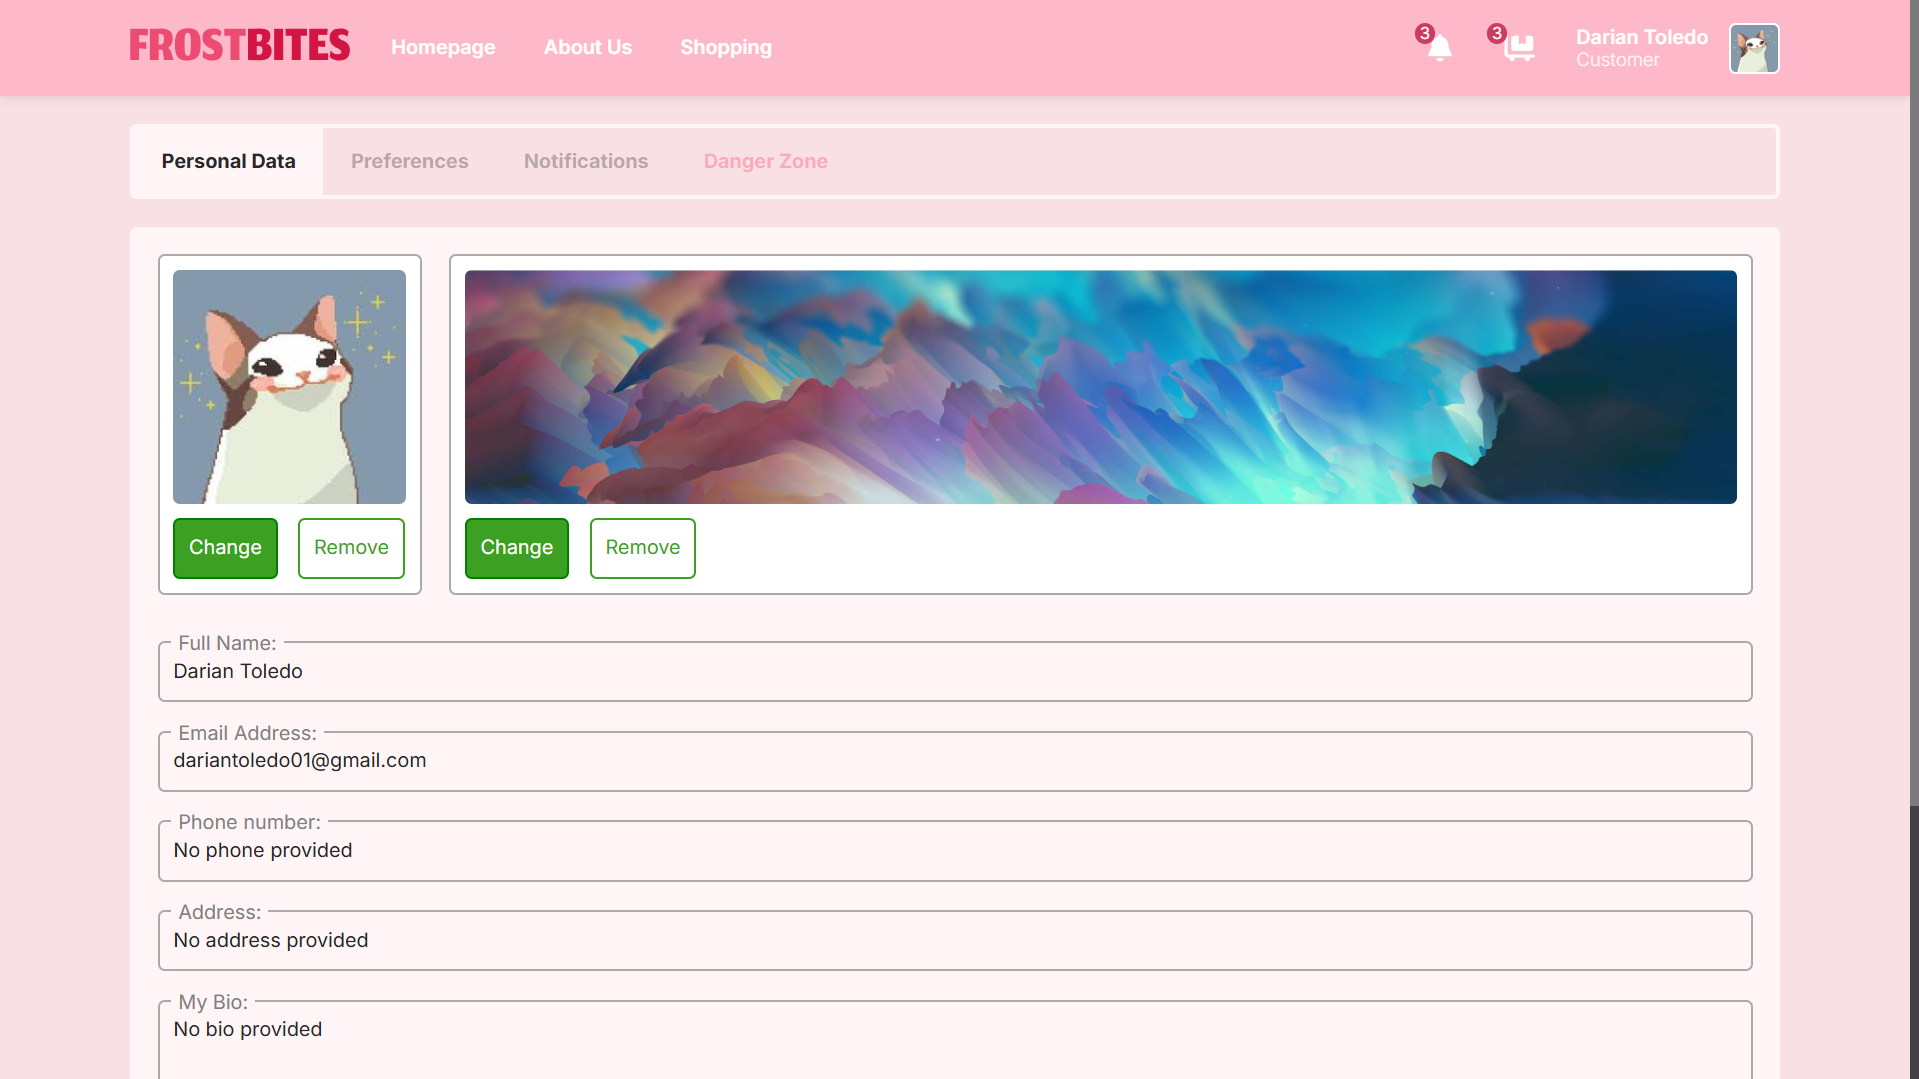 FROSTBITES
Homepage
About Us
Shopping
3
3
Darian Toledo
Customer
Personal Data
Preferences
Notifications
Danger Zone
Change
Remove
Change
Remove
Full Name:
Darian Toledo
Email Address:
dariantoledo01@gmail.com
Phone number:
No phone provided
Address:
No address provided
My Bio:
No bio provided